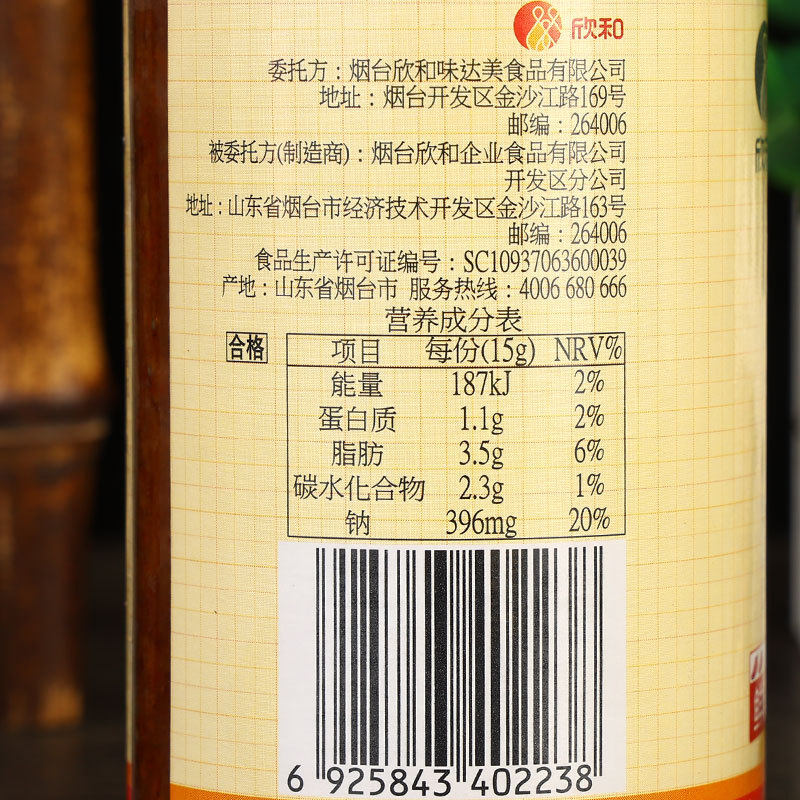 欣和
委托方：烟台欣和味达美食品有限公司
地址：烟台开发区金沙江路169号
邮编：264006
被委托方(制造商)：烟台欣和企业食品有限公司
开发区分公司
地址：山东省烟台市经济技术开发区金沙江路163号
邮编：264006
食品生产许可证编号：SC10937063600039
产地：山东省烟台市 服务热线：4006 680 666
营养成分表
合格
项目 每份(15g) NRV%
能量 187kJ 2%
蛋白质 1.1g 2%
脂肪 3.5g 6%
碳水化合物 2.3g 1%
钠 396mg 20%
6 925843 402238